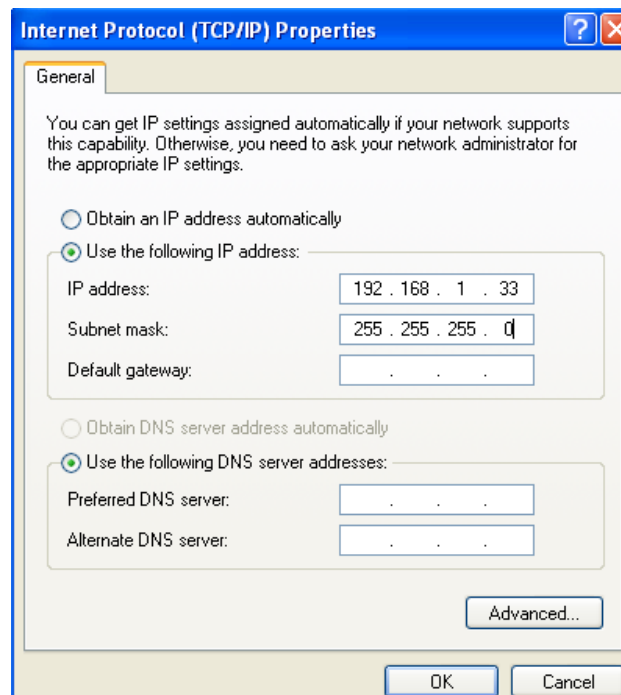 Internet Protocol (TCP/IP) Properties
General
You can get IP settings assigned automatically if your network supports
this capability. Otherwise, you need to ask your network administrator for
the appropriate IP settings.
Obtain an IP address automatically
Use the following IP address:
IP address: 192 . 168 . 1 . 33
Subnet mask: 255 . 255 . 255 . 0
Default gateway: . . .
Obtain DNS server address automatically
Use the following DNS server addresses:
Preferred DNS server: . . .
Alternate DNS server: . . .
Advanced...
OK Cancel